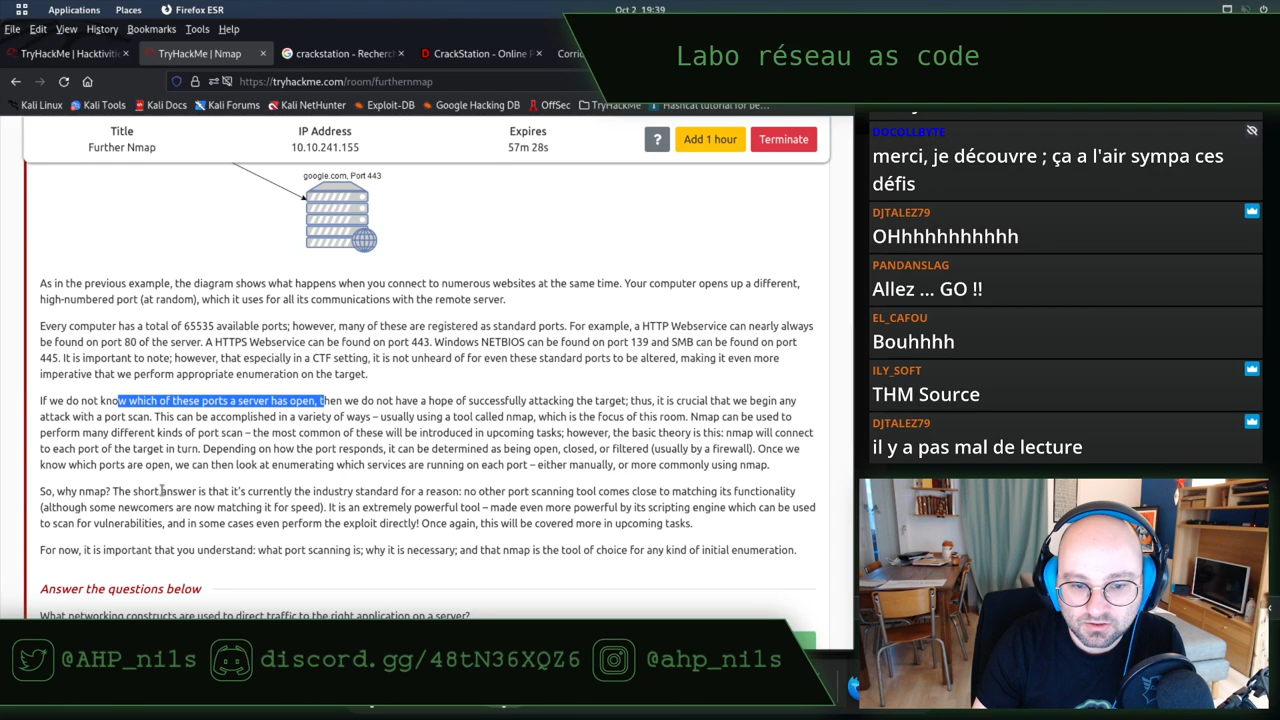 Applications Places Firefox ESR
Oct 2, 19:39
File Edit View History Bookmarks Tools Help
TryHackMe | Hacktivitie
TryHackMe | Nmap
crackstation - Recherc
CrackStation - Online P
Corrid
https://tryhackme.com/room/furthernmap
Kali Linux Kali Tools Kali Docs Kali Forums Kali NetHunter Exploit-DB Google Hacking DB OffSec TryHackMe Hashcat tutorial for be…
Labo réseau as code
Title
Further Nmap
IP Address
10.10.241.155
Expires
57m 28s
?
Add 1 hour
Terminate
google.com, Port 443
As in the previous example, the diagram shows what happens when you connect to numerous websites at the same time. Your computer opens up a different,
high-numbered port (at random), which it uses for all its communications with the remote server.
Every computer has a total of 65535 available ports; however, many of these are registered as standard ports. For example, a HTTP Webservice can nearly always
be found on port 80 of the server. A HTTPS Webservice can be found on port 443. Windows NETBIOS can be found on port 139 and SMB can be found on port
445. It is important to note; however, that especially in a CTF setting, it is not unheard of for even these standard ports to be altered, making it even more
imperative that we perform appropriate enumeration on the target.
If we do not know which of these ports a server has open, then we do not have a hope of successfully attacking the target; thus, it is crucial that we begin any
attack with a port scan. This can be accomplished in a variety of ways – usually using a tool called nmap, which is the focus of this room. Nmap can be used to
perform many different kinds of port scan – the most common of these will be introduced in upcoming tasks; however, the basic theory is this: nmap will connect
to each port of the target in turn. Depending on how the port responds, it can be determined as being open, closed, or filtered (usually by a firewall). Once we
know which ports are open, we can then look at enumerating which services are running on each port – either manually, or more commonly using nmap.
So, why nmap? The short answer is that it's currently the industry standard for a reason: no other port scanning tool comes close to matching its functionality
(although some newcomers are now matching it for speed). It is an extremely powerful tool – made even more powerful by its scripting engine which can be used
to scan for vulnerabilities, and in some cases even perform the exploit directly! Once again, this will be covered more in upcoming tasks.
For now, it is important that you understand: what port scanning is; why it is necessary; and that nmap is the tool of choice for any kind of initial enumeration.
Answer the questions below
What networking constructs are used to direct traffic to the right application on a server?
DOCOLLBYTE
merci, je découvre ; ça a l'air sympa ces
défis
DJTALEZ79
OHhhhhhhhhhh
PANDANSLAG
Allez ... GO !!
EL_CAFOU
Bouhhhh
ILY_SOFT
THM Source
DJTALEZ79
il y a pas mal de lecture
@AHP_nils discord.gg/48tN36XQZ6 @ahp_nils